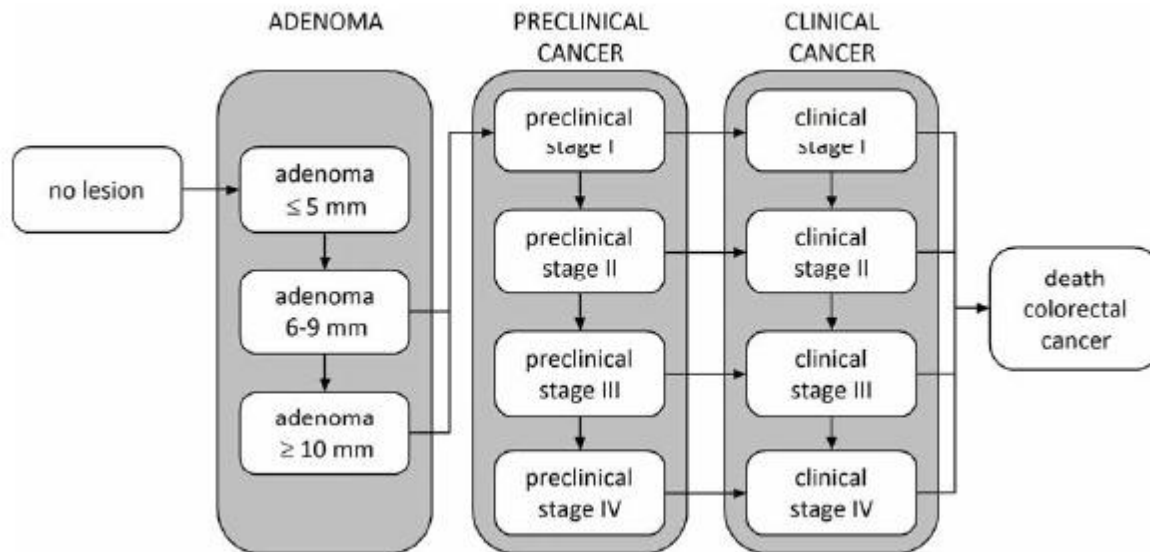 ADENOMA
PRECLINICAL
CANCER
CLINICAL
CANCER
no lesion
adenoma
≤ 5 mm
adenoma
6-9 mm
adenoma
≥ 10 mm
preclinical
stage I
preclinical
stage II
preclinical
stage III
preclinical
stage IV
clinical
stage I
clinical
stage II
clinical
stage III
clinical
stage IV
death
colorectal
cancer